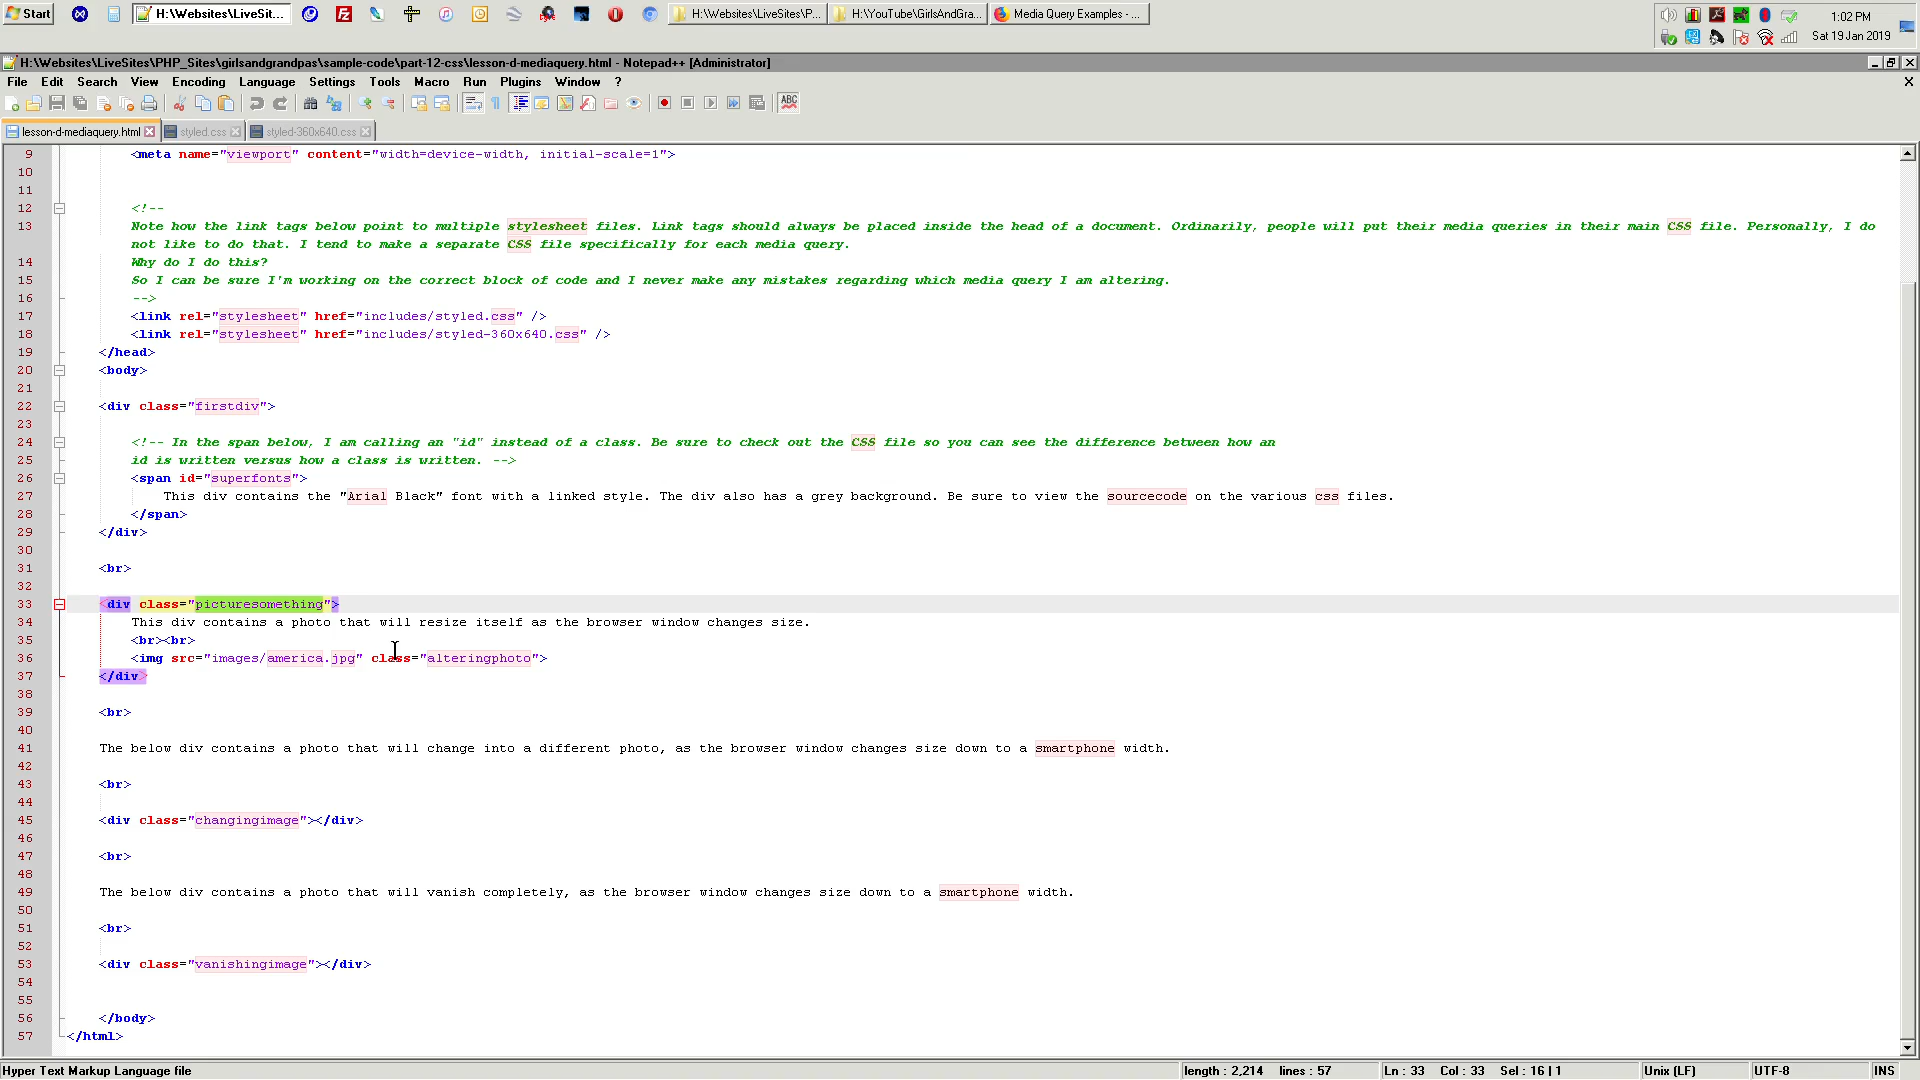 Start
H:\Websites\LiveSit...
H:\Websites\LiveSites\P...
H:\YouTube\GirlsAndGra...
Media Query Examples - ...
1:02 PM
Sat 19 Jan 2019
H:\Websites\LiveSites\PHP_Sites\girlsandgrandpas\sample-code\part-12-css\lesson-d-mediaquery.html - Notepad++ [Administrator]
File Edit Search View Encoding Language Settings Tools Macro Run Plugins Window ?
lesson-d-mediaquery.html styled.css styled-360x640.css
9 <meta name="viewport" content="width=device-width, initial-scale=1">
10
11
12 <!--
13 Note how the link tags below point to multiple stylesheet files. Link tags should always be placed inside the head of a document. Ordinarily, people will put their media queries in their main CSS file. Personally, I do
not like to do that. I tend to make a separate CSS file specifically for each media query.
14 Why do I do this?
15 So I can be sure I'm working on the correct block of code and I never make any mistakes regarding which media query I am altering.
16 -->
17 <link rel="stylesheet" href="includes/styled.css" />
18 <link rel="stylesheet" href="includes/styled-360x640.css" />
19 </head>
20 <body>
21
22 <div class="firstdiv">
23
24 <!-- In the span below, I am calling an "id" instead of a class. Be sure to check out the CSS file so you can see the difference between how an
25 id is written versus how a class is written. -->
26 <span id="superfonts">
27 This div contains the "Arial Black" font with a linked style. The div also has a grey background. Be sure to view the sourcecode on the various css files.
28 </span>
29 </div>
30
31 <br>
32
33 <div class="picturesomething">
34 This div contains a photo that will resize itself as the browser window changes size.
35 <br><br>
36 <img src="images/america.jpg" class="alteringphoto">
37 </div>
38
39 <br>
40
41 The below div contains a photo that will change into a different photo, as the browser window changes size down to a smartphone width.
42
43 <br>
44
45 <div class="changingimage"></div>
46
47 <br>
48
49 The below div contains a photo that will vanish completely, as the browser window changes size down to a smartphone width.
50
51 <br>
52
53 <div class="vanishingimage"></div>
54
55
56 </body>
57 </html>
Hyper Text Markup Language file length : 2,214 lines : 57 Ln : 33 Col : 33 Sel : 16 | 1 Unix (LF) UTF-8 INS